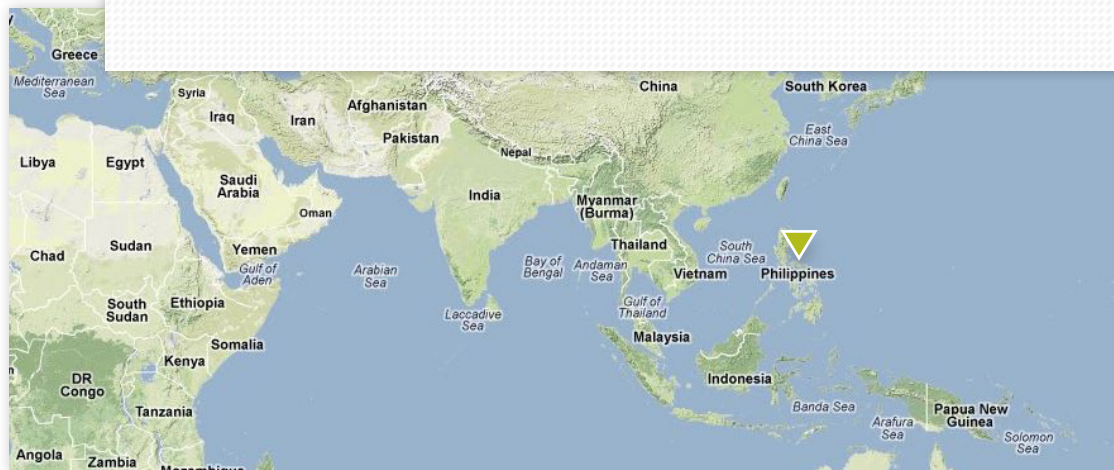 Greece
Mediterranean
Sea
Syria
Iraq
Iran
Afghanistan
Pakistan
China
South Korea
East
China Sea
Libya
Egypt
Saudi
Arabia
Oman
Nepal
India
Myanmar
(Burma)
Chad
Sudan
Yemen
Gulf of
Aden
Arabian
Sea
Bay of
Bengal
Andaman
Sea
Thailand
South
China Sea
Vietnam
Philippines
South
Sudan
Ethiopia
Laccadive
Sea
Gulf of
Thailand
Somalia
Kenya
Malaysia
DR
Congo
Indonesia
Tanzania
Banda Sea
Arafura
Sea
Papua New
Guinea
Solomon
Sea
Angola
Zambia